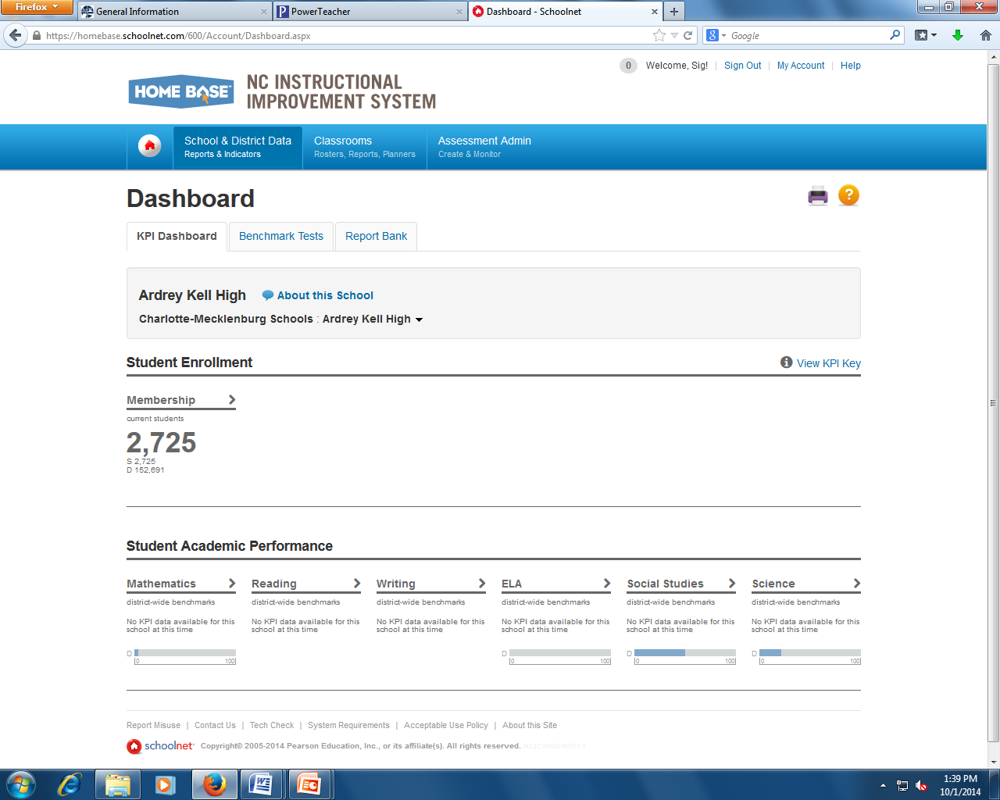 Firefox
General Information
PowerTeacher
Dashboard - Schoolnet
https://homebase.schoolnet.com/600/Account/Dashboard.aspx
Google
0 Welcome, Sig! | Sign Out | My Account | Help
HOME BASE
NC INSTRUCTIONAL
IMPROVEMENT SYSTEM
School & District Data
Reports & Indicators
Classrooms
Rosters, Reports, Planners
Assessment Admin
Create & Monitor
Dashboard
KPI Dashboard
Benchmark Tests
Report Bank
Ardrey Kell High
About this School
Charlotte-Mecklenburg Schools : Ardrey Kell High
Student Enrollment
View KPI Key
Membership
current students
2,725
S 2,725
D 152,691
Student Academic Performance
Mathematics
district-wide benchmarks
No KPI data available for this
school at this time
D
0 100
Reading
district-wide benchmarks
No KPI data available for this
school at this time
Writing
district-wide benchmarks
No KPI data available for this
school at this time
ELA
district-wide benchmarks
No KPI data available for this
school at this time
D
0 100
Social Studies
district-wide benchmarks
No KPI data available for this
school at this time
D
0 100
Science
district-wide benchmarks
No KPI data available for this
school at this time
D
0 100
Report Misuse | Contact Us | Tech Check | System Requirements | Acceptable Use Policy | About this Site
schoolnet Copyright© 2005-2014 Pearson Education, Inc., or its affiliate(s). All rights reserved.
1:39 PM
10/1/2014